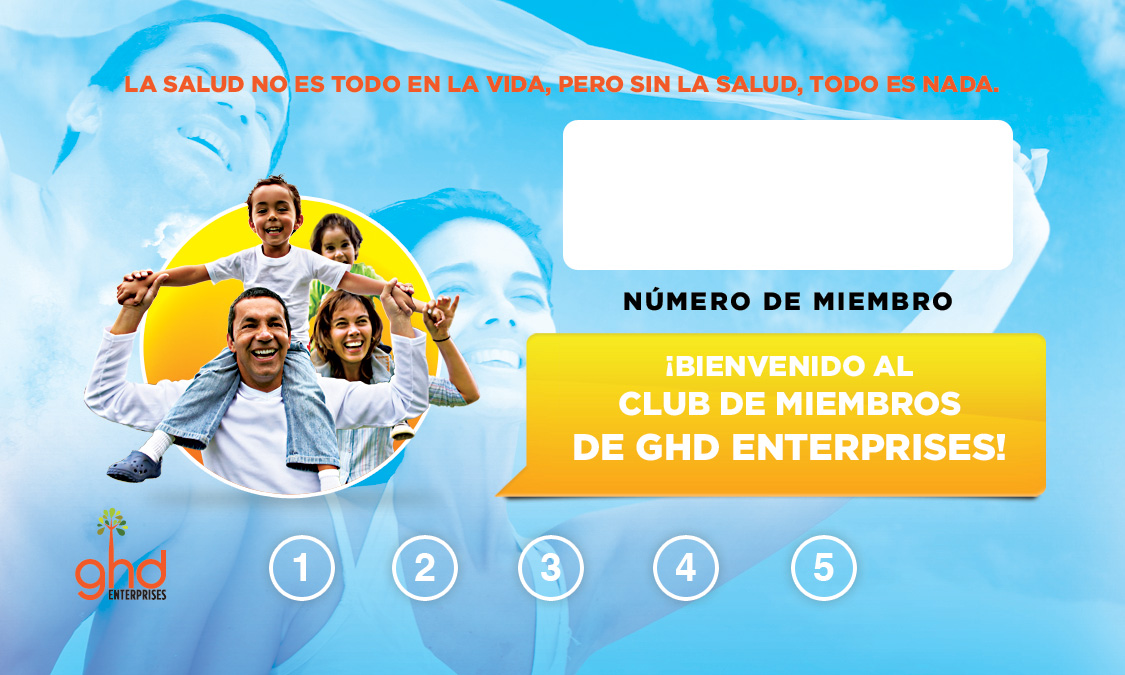 LA SALUD NO ES TODO EN LA VIDA, PERO SIN LA SALUD, TODO ES NADA.
NÚMERO DE MIEMBRO
¡BIENVENIDO AL
CLUB DE MIEMBROS
DE GHD ENTERPRISES!
ghd
ENTERPRISES
1 2 3 4 5